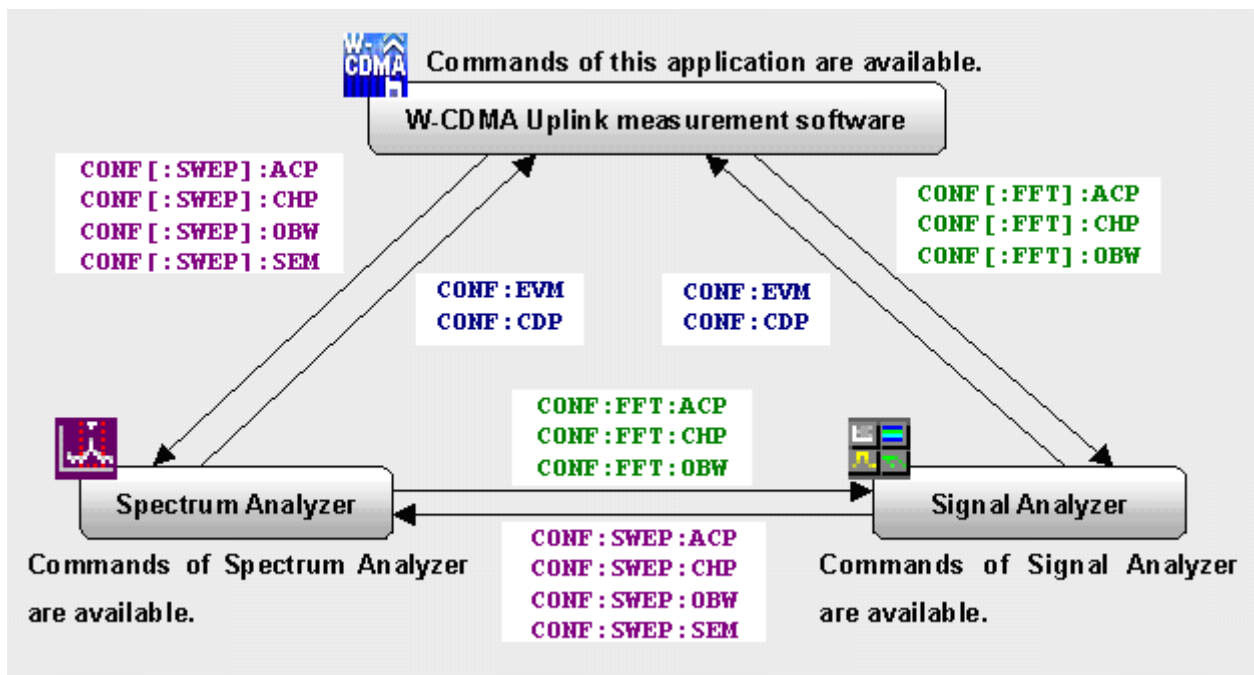 W-
CDMA
Commands of this application are available.
W-CDMA Uplink measurement software
CONF[:SWEP]:ACP
CONF[:SWEP]:CHP
CONF[:SWEP]:OBW
CONF[:SWEP]:SEM
CONF[:FFT]:ACP
CONF[:FFT]:CHP
CONF[:FFT]:OBW
CONF:EVM
CONF:CDP
CONF:EVM
CONF:CDP
CONF:FFT:ACP
CONF:FFT:CHP
CONF:FFT:OBW
Spectrum Analyzer
Signal Analyzer
CONF:SWEP:ACP
CONF:SWEP:CHP
CONF:SWEP:OBW
CONF:SWEP:SEM
Commands of Spectrum Analyzer
are available.
Commands of Signal Analyzer
are available.